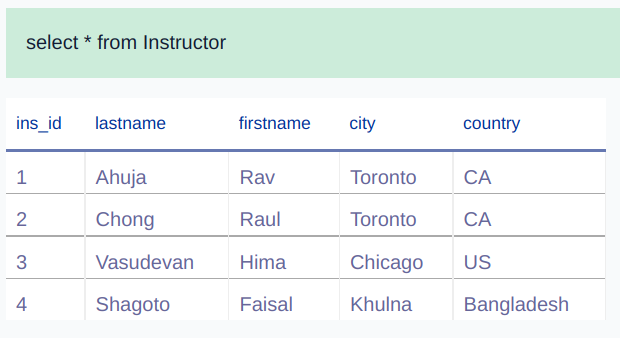 select * from Instructor
ins_id lastname firstname city country
1 Ahuja Rav Toronto CA
2 Chong Raul Toronto CA
3 Vasudevan Hima Chicago US
4 Shagoto Faisal Khulna Bangladesh